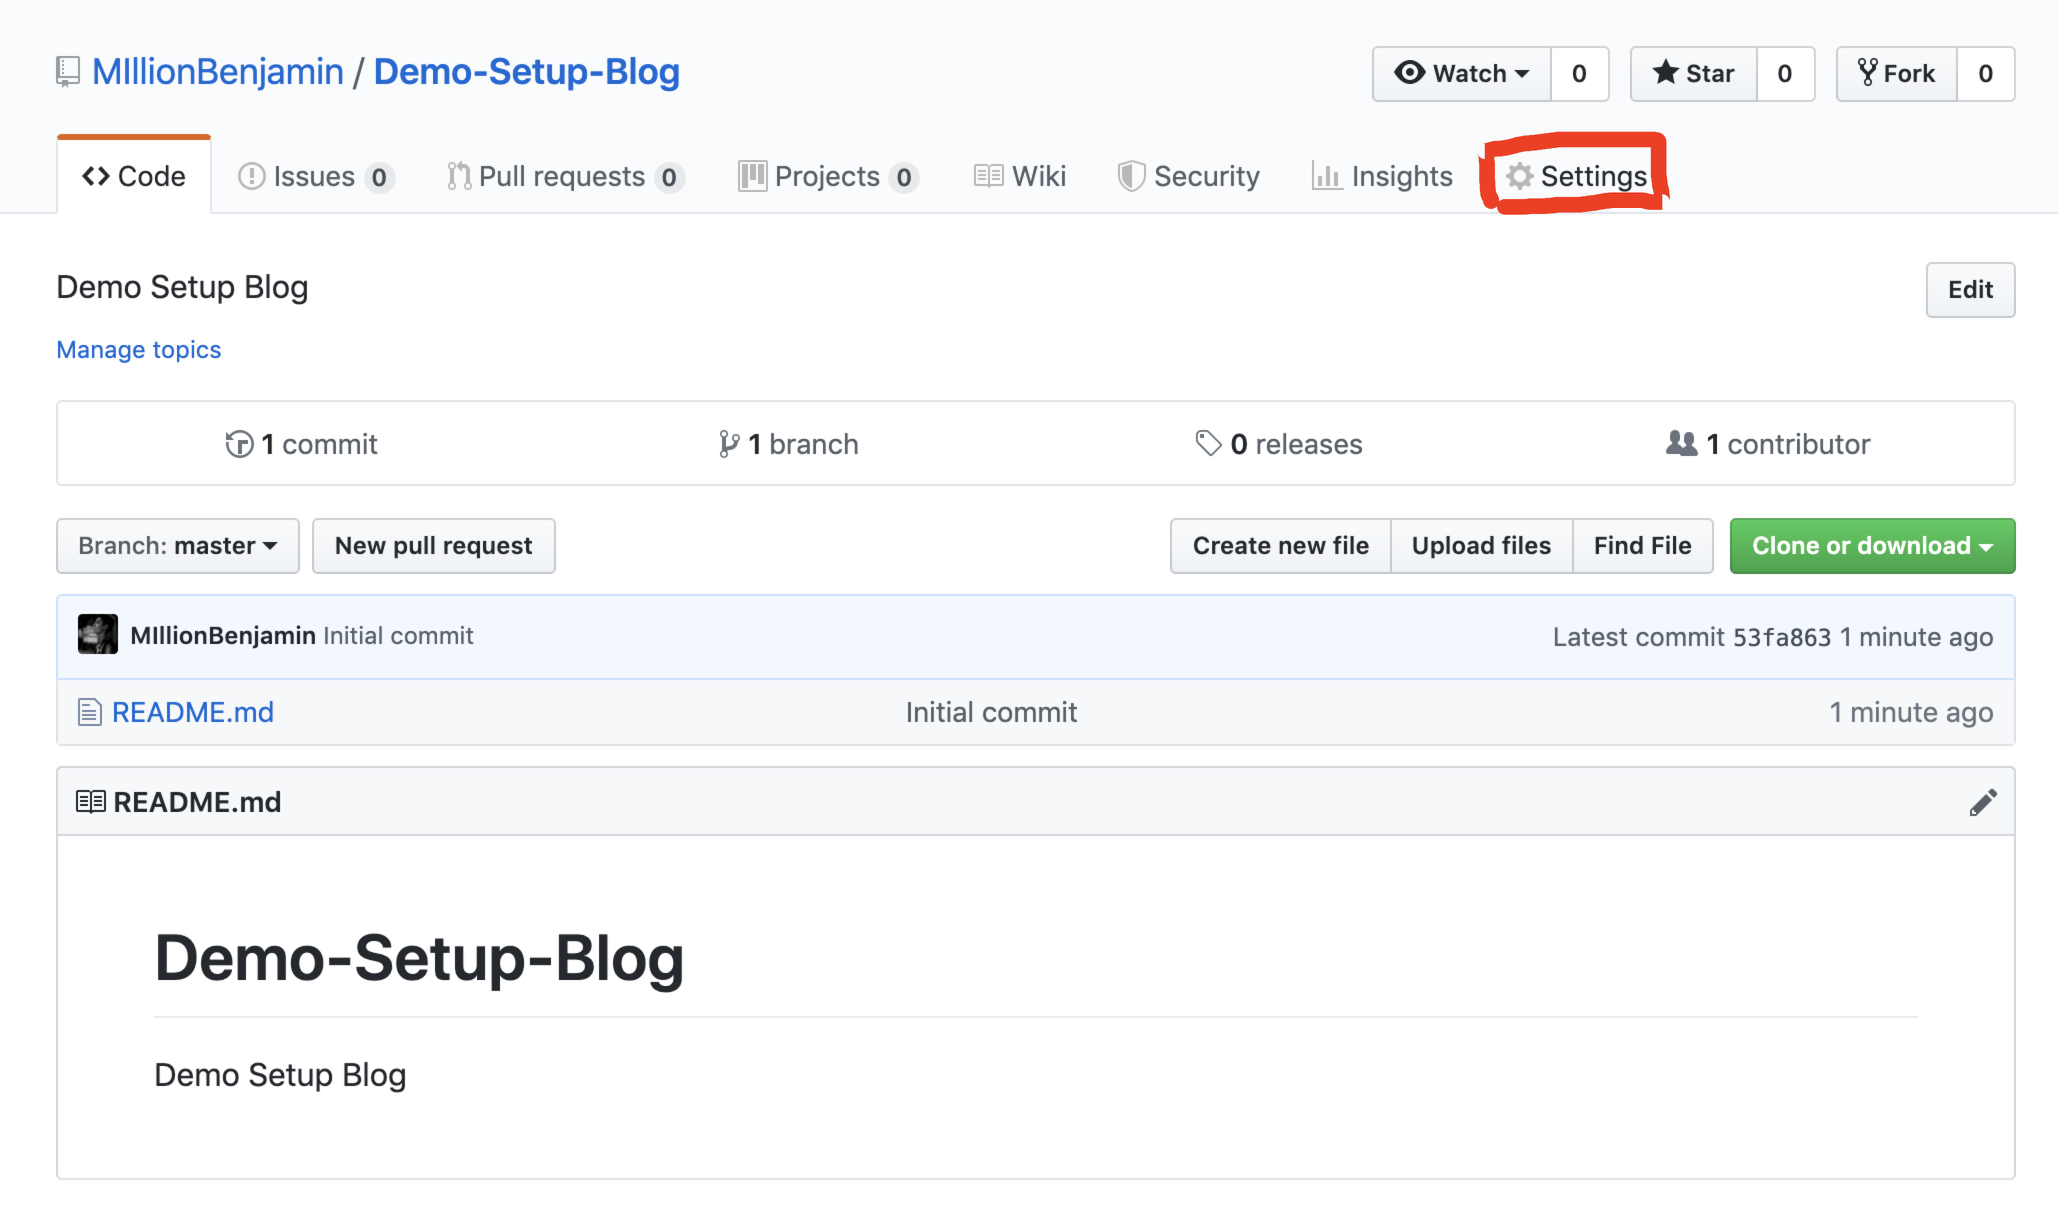 MIllionBenjamin / Demo-Setup-Blog
Watch 0 Star 0 Fork 0
Code Issues 0 Pull requests 0 Projects 0 Wiki Security Insights Settings
Demo Setup Blog
Edit
Manage topics
1 commit 1 branch 0 releases 1 contributor
Branch: master New pull request Create new file Upload files Find File Clone or download
MIllionBenjamin Initial commit Latest commit 53fa863 1 minute ago
README.md Initial commit 1 minute ago
README.md
Demo-Setup-Blog
Demo Setup Blog